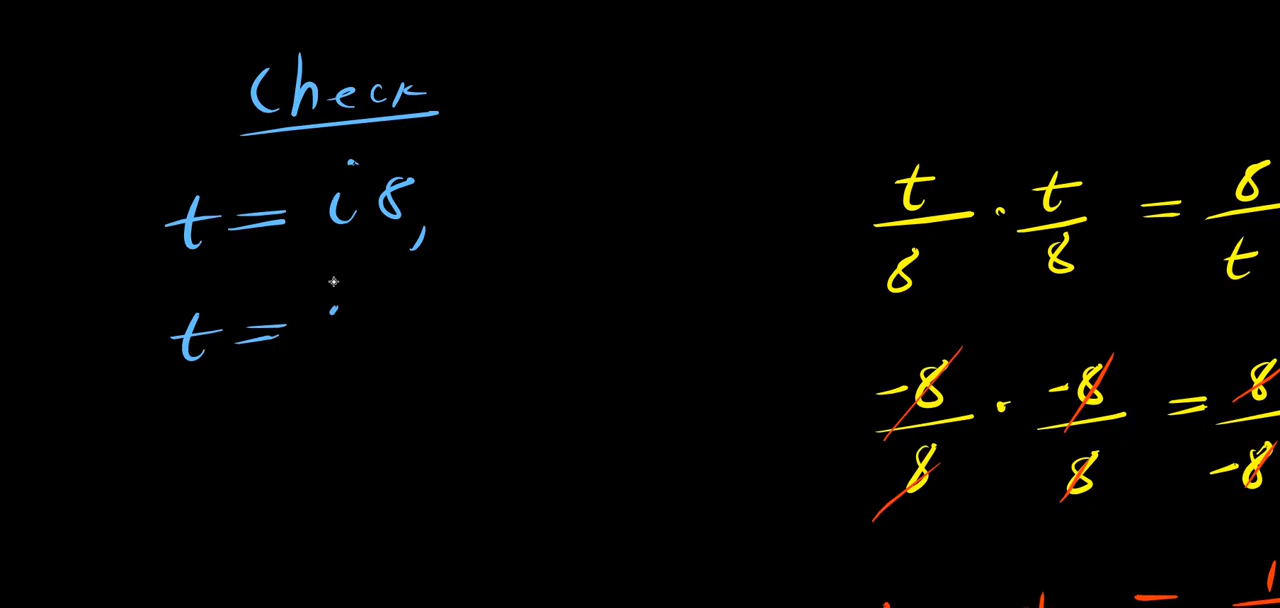 Check
t = i8,
t =
t/8 · t/8 = 8/t
-8/8 · -8/8 = 8/-8